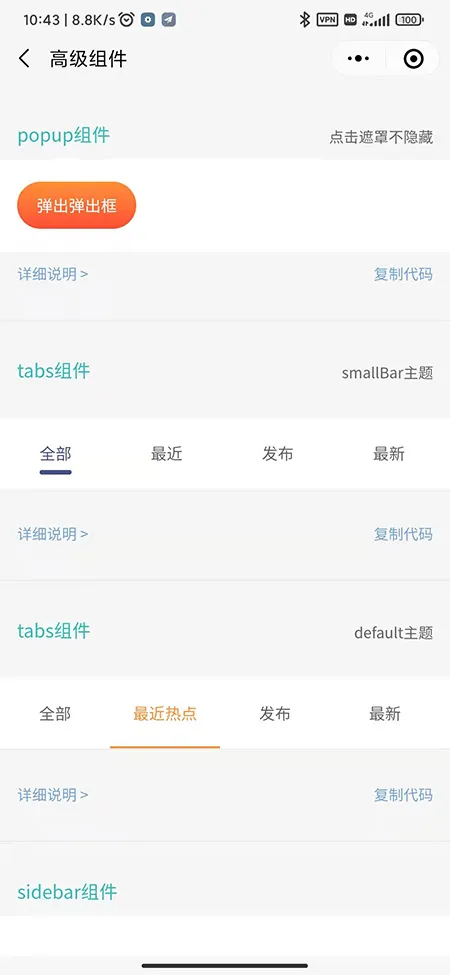 10:43 | 8.8K/s VPN HD 4G 100
高级组件
popup组件 点击遮罩不隐藏
弹出弹出框
详细说明 > 复制代码
tabs组件 smallBar主题
全部 最近 发布 最新
详细说明 > 复制代码
tabs组件 default主题
全部 最近热点 发布 最新
详细说明 > 复制代码
sidebar组件